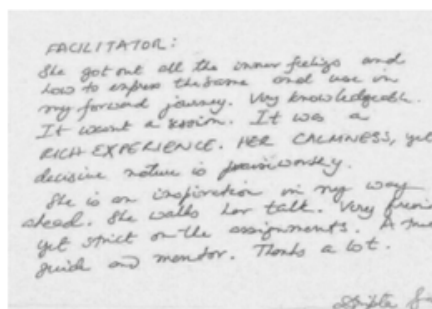 FACILITATOR:
She got out all the inner feelings and
how to express the same and use in
my forward journey. Very knowledgeable.
It wasnt a session. It was a
RICH EXPERIENCE. HER CALMNESS, yet
decisive nature is praiseworthy.
She is an inspiration in my way
ahead. She walks her talk. Very
yet strict on the assignments. A true
guide and mentor. Thanks a lot.